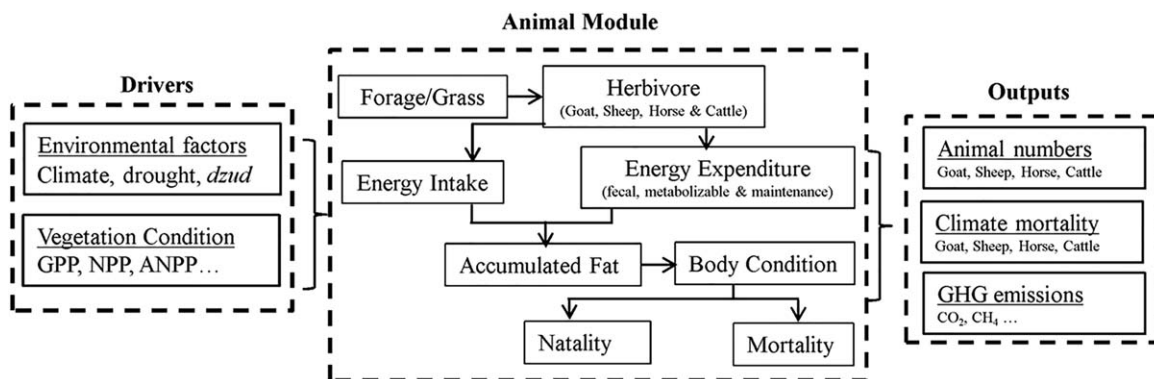 Animal Module
Drivers
Environmental factors
Climate, drought, dzud
Vegetation Condition
GPP, NPP, ANPP…
Forage/Grass
Herbivore
(Goat, Sheep, Horse & Cattle)
Energy Intake
Energy Expenditure
(fecal, metabolizable & maintenance)
Accumulated Fat
Body Condition
Natality
Mortality
Outputs
Animal numbers
Goat, Sheep, Horse, Cattle
Climate mortality
Goat, Sheep, Horse, Cattle
GHG emissions
CO₂, CH₄ …